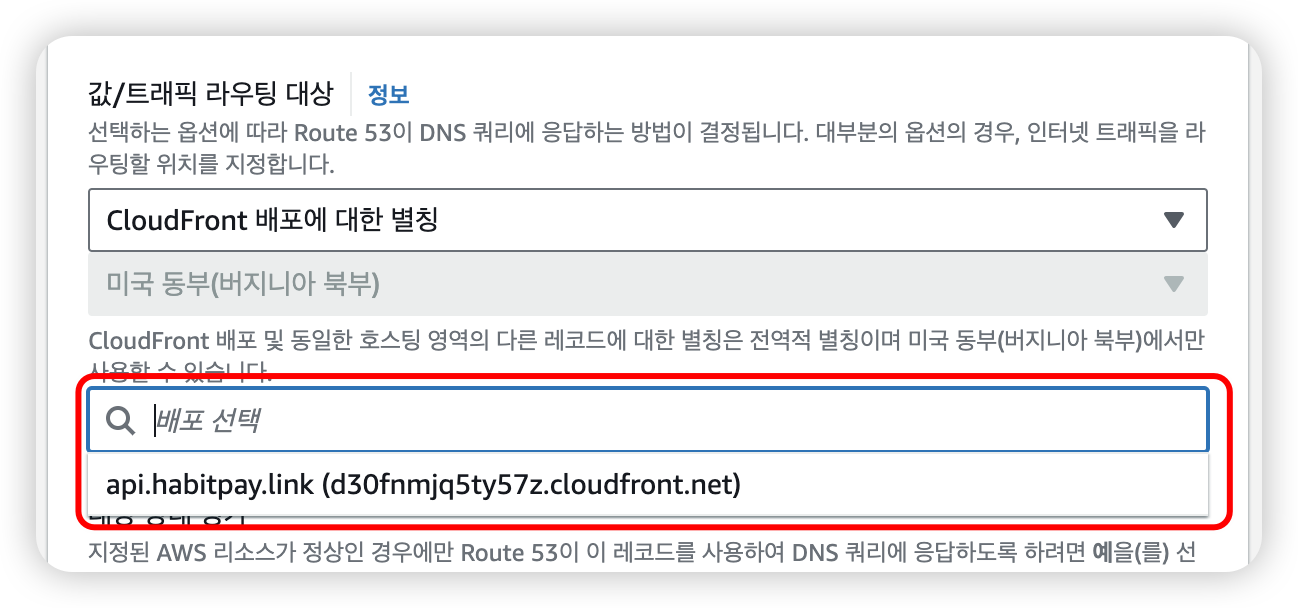 값/트래픽 라우팅 대상 정보
선택하는 옵션에 따라 Route 53이 DNS 쿼리에 응답하는 방법이 결정됩니다. 대부분의 옵션의 경우, 인터넷 트래픽을 라
우팅할 위치를 지정합니다.
CloudFront 배포에 대한 별칭
미국 동부(버지니아 북부)
CloudFront 배포 및 동일한 호스팅 영역의 다른 레코드에 대한 별칭은 전역적 별칭이며 미국 동부(버지니아 북부)에서만
사용할 수 있습니다.
배포 선택
api.habitpay.link (d30fnmjq5ty57z.cloudfront.net)
지정된 AWS 리소스가 정상인 경우에만 Route 53이 이 레코드를 사용하여 DNS 쿼리에 응답하도록 하려면 예을(를) 선